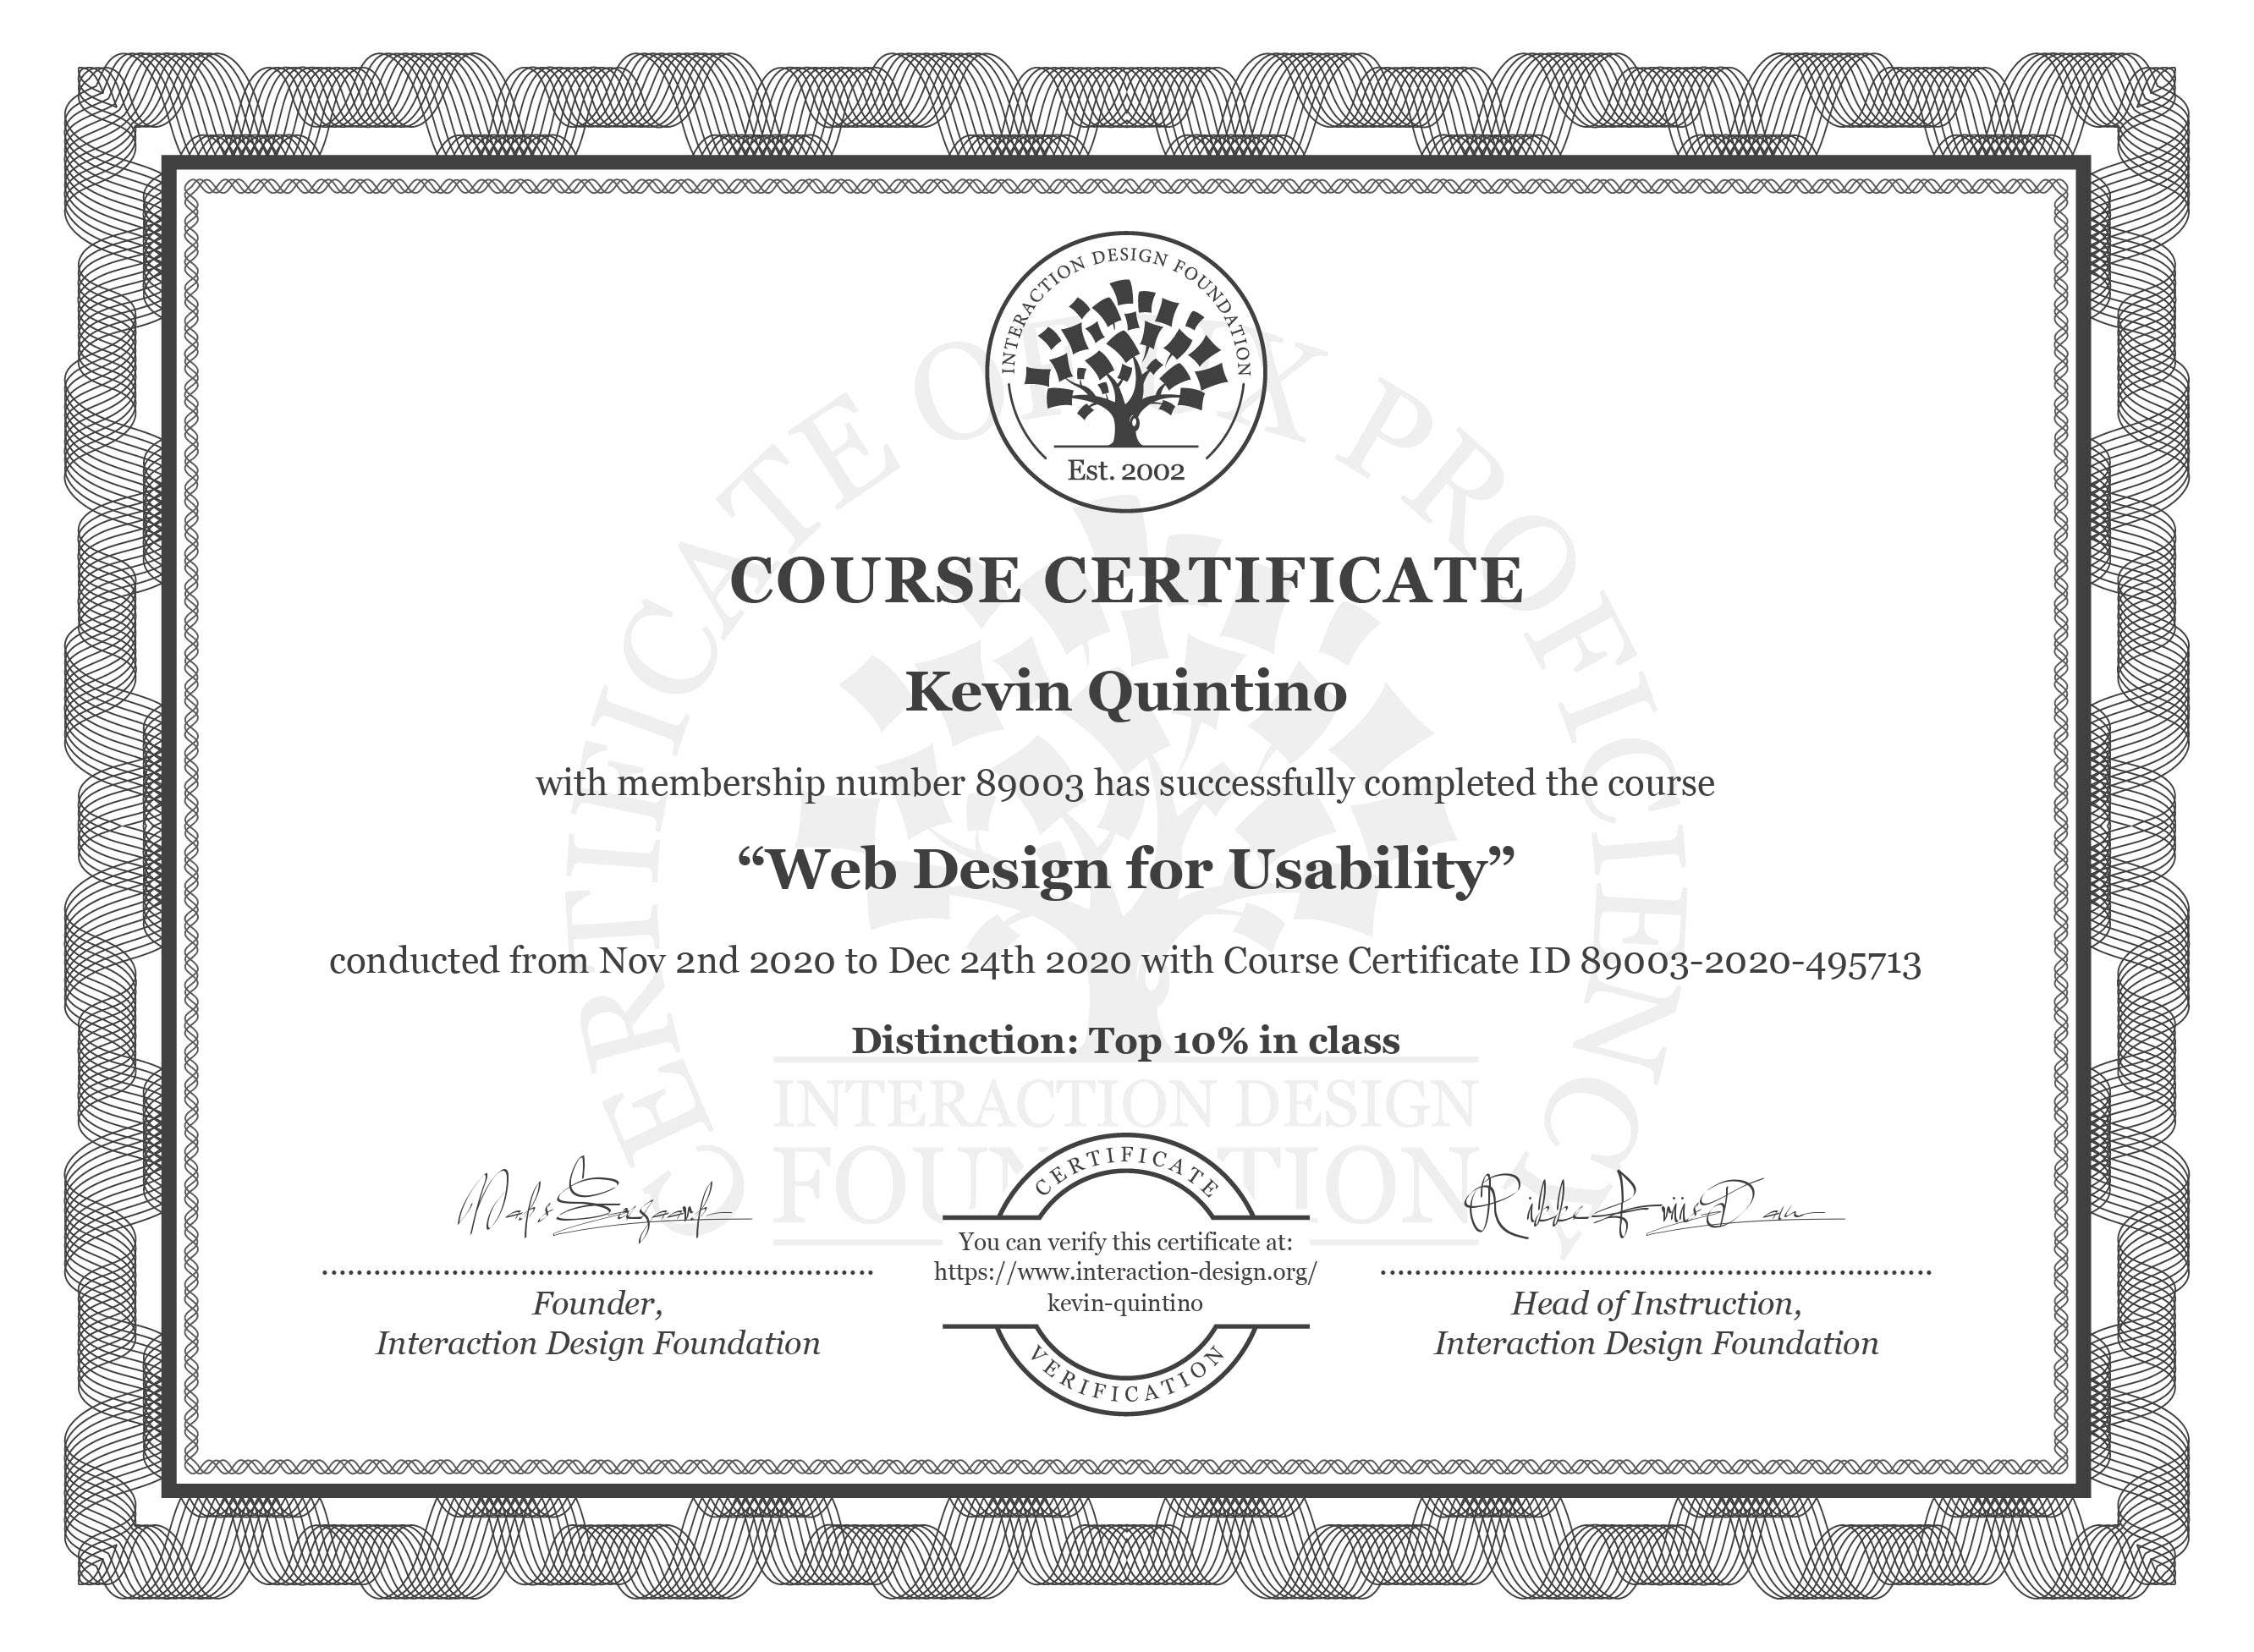 INTERACTION DESIGN FOUNDATION
Est. 2002
CERTIFICATE OF UX PROFICIENCY
COURSE CERTIFICATE
Kevin Quintino
with membership number 89003 has successfully completed the course
“Web Design for Usability”
conducted from Nov 2nd 2020 to Dec 24th 2020 with Course Certificate ID 89003-2020-495713
Distinction: Top 10% in class
INTERACTION DESIGN
FOUNDATION
CERTIFICATE
You can verify this certificate at:
https://www.interaction-design.org/
kevin-quintino
VERIFICATION
Founder,
Interaction Design Foundation
Rikke Friis Dam
Head of Instruction,
Interaction Design Foundation